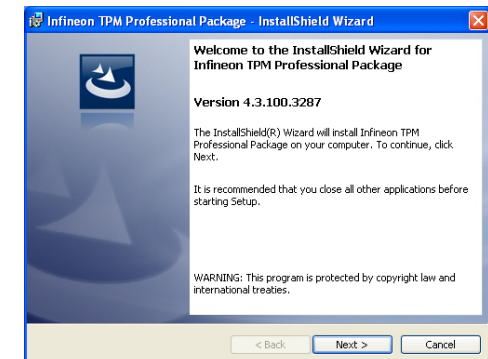 Infineon TPM Professional Package - InstallShield Wizard
Welcome to the InstallShield Wizard for
Infineon TPM Professional Package
Version 4.3.100.3287
The InstallShield(R) Wizard will install Infineon TPM
Professional Package on your computer. To continue, click
Next.
It is recommended that you close all other applications before
starting Setup.
WARNING: This program is protected by copyright law and
international treaties.
< Back Next > Cancel